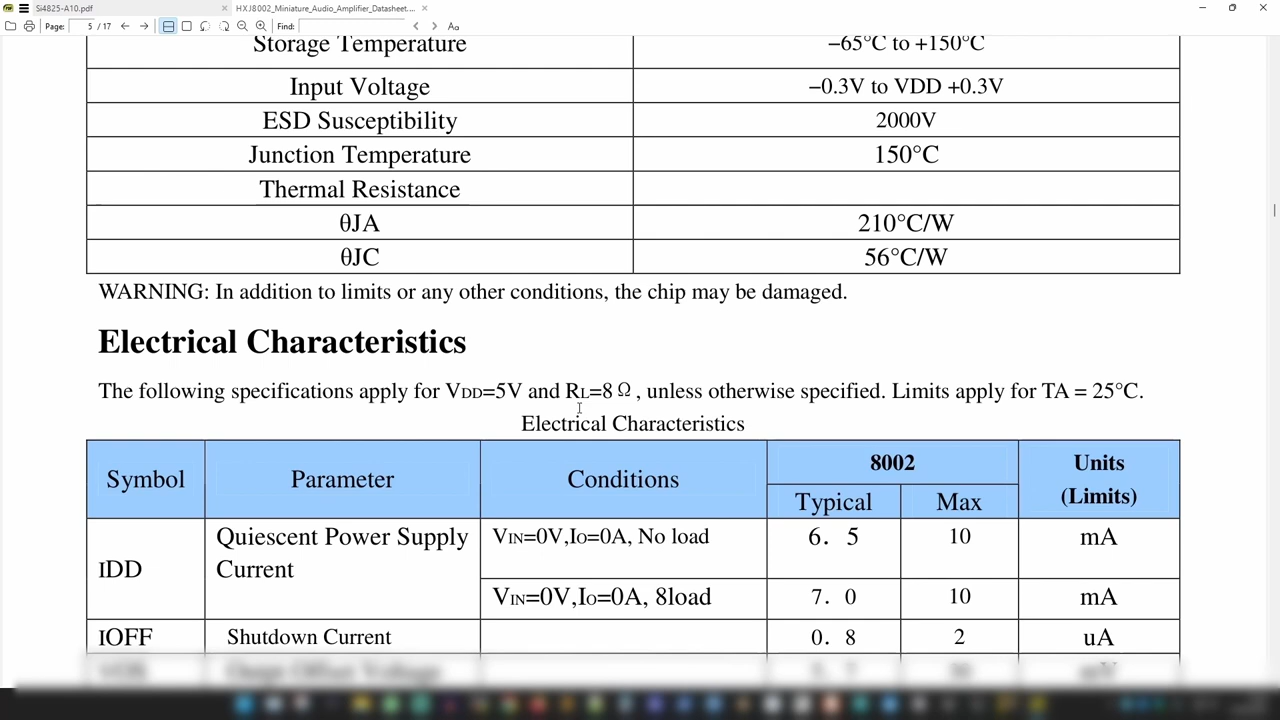 Si4825-A10.pdf
HXJ8002_Miniature_Audio_Amplifier_Datasheet....
Page: 5 / 17 Find: Aa
Storage Temperature −65°C to +150°C
Input Voltage −0.3V to VDD +0.3V
ESD Susceptibility 2000V
Junction Temperature 150°C
Thermal Resistance
θJA 210°C/W
θJC 56°C/W
WARNING: In addition to limits or any other conditions, the chip may be damaged.
Electrical Characteristics
The following specifications apply for VDD=5V and RL=8Ω, unless otherwise specified. Limits apply for TA = 25°C.
Electrical Characteristics
Symbol Parameter Conditions 8002 Units
(Limits)
Typical Max
IDD Quiescent Power Supply
Current VIN=0V,IO=0A, No load 6. 5 10 mA
VIN=0V,IO=0A, 8load 7. 0 10 mA
IOFF Shutdown Current 0. 8 2 uA